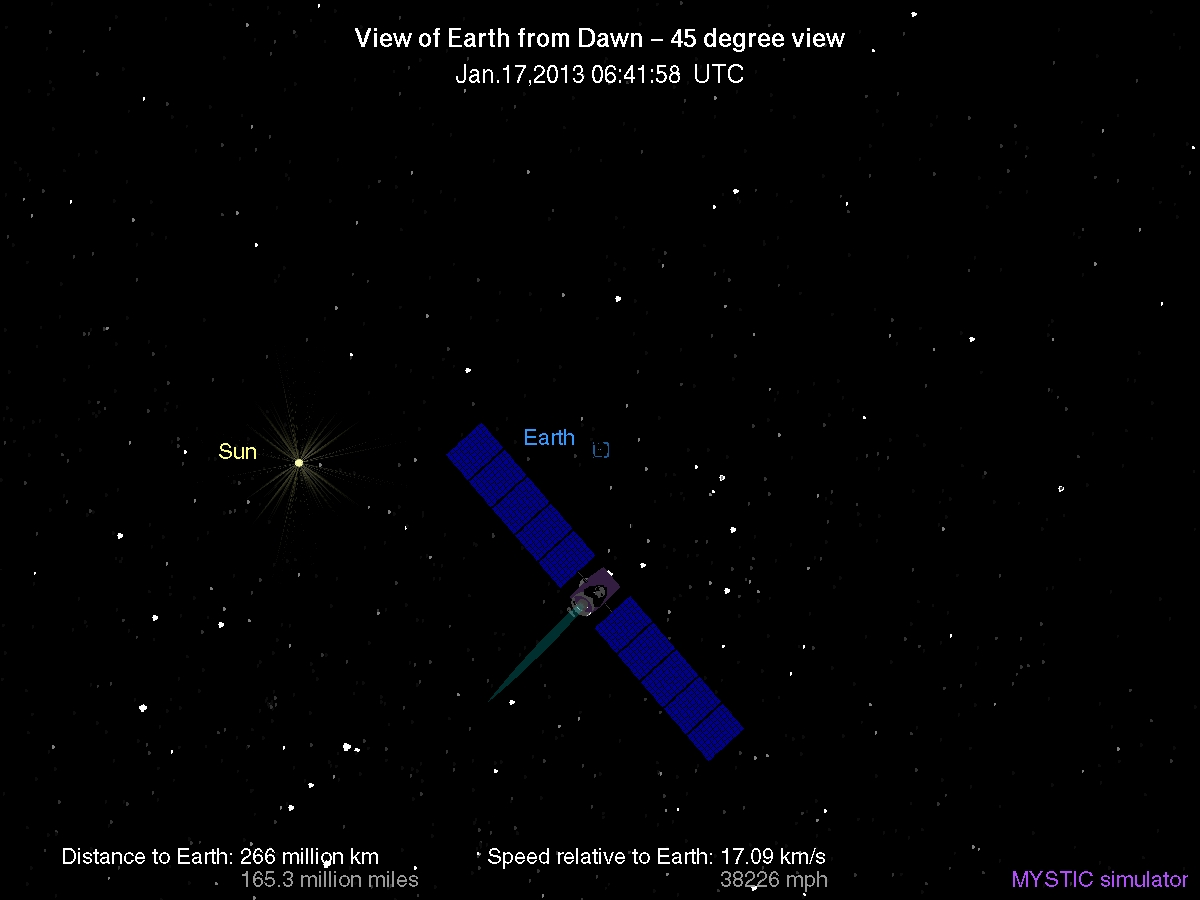 View of Earth from Dawn – 45 degree view
Jan.17,2013 06:41:58 UTC
Sun
Earth
Distance to Earth: 266 million km
165.3 million miles
Speed relative to Earth: 17.09 km/s
38226 mph
MYSTIC simulator